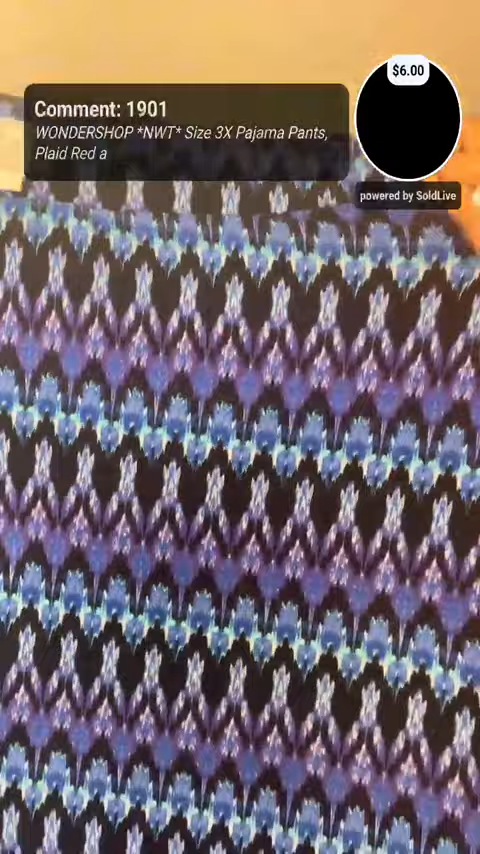 $6.00
Comment: 1901
WONDERSHOP *NWT* Size 3X Pajama Pants,
Plaid Red a
powered by SoldLive